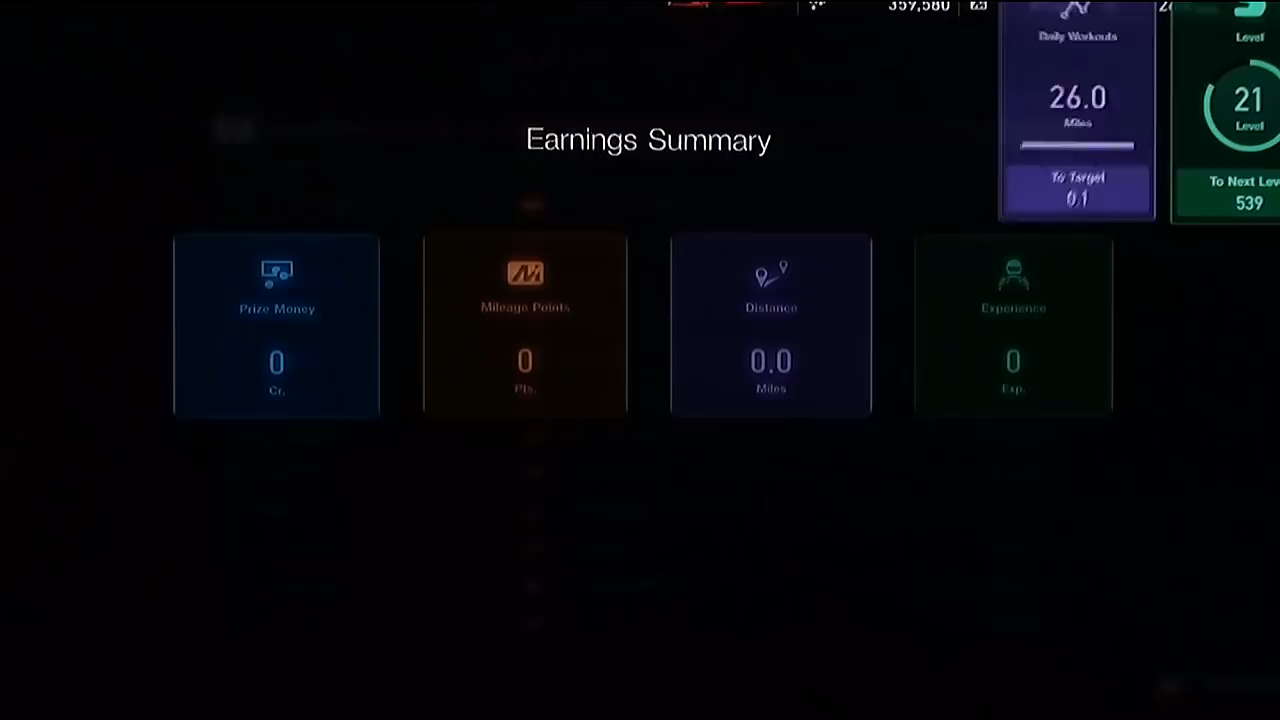 359,580
Daily Workouts
26.0
Miles
To Target
0.1
Level
21
Level
To Next Lev
539
Earnings Summary
Prize Money
0
Cr.
Mileage Points
0
Pts.
Distance
0.0
Miles
Experience
0
Exp.